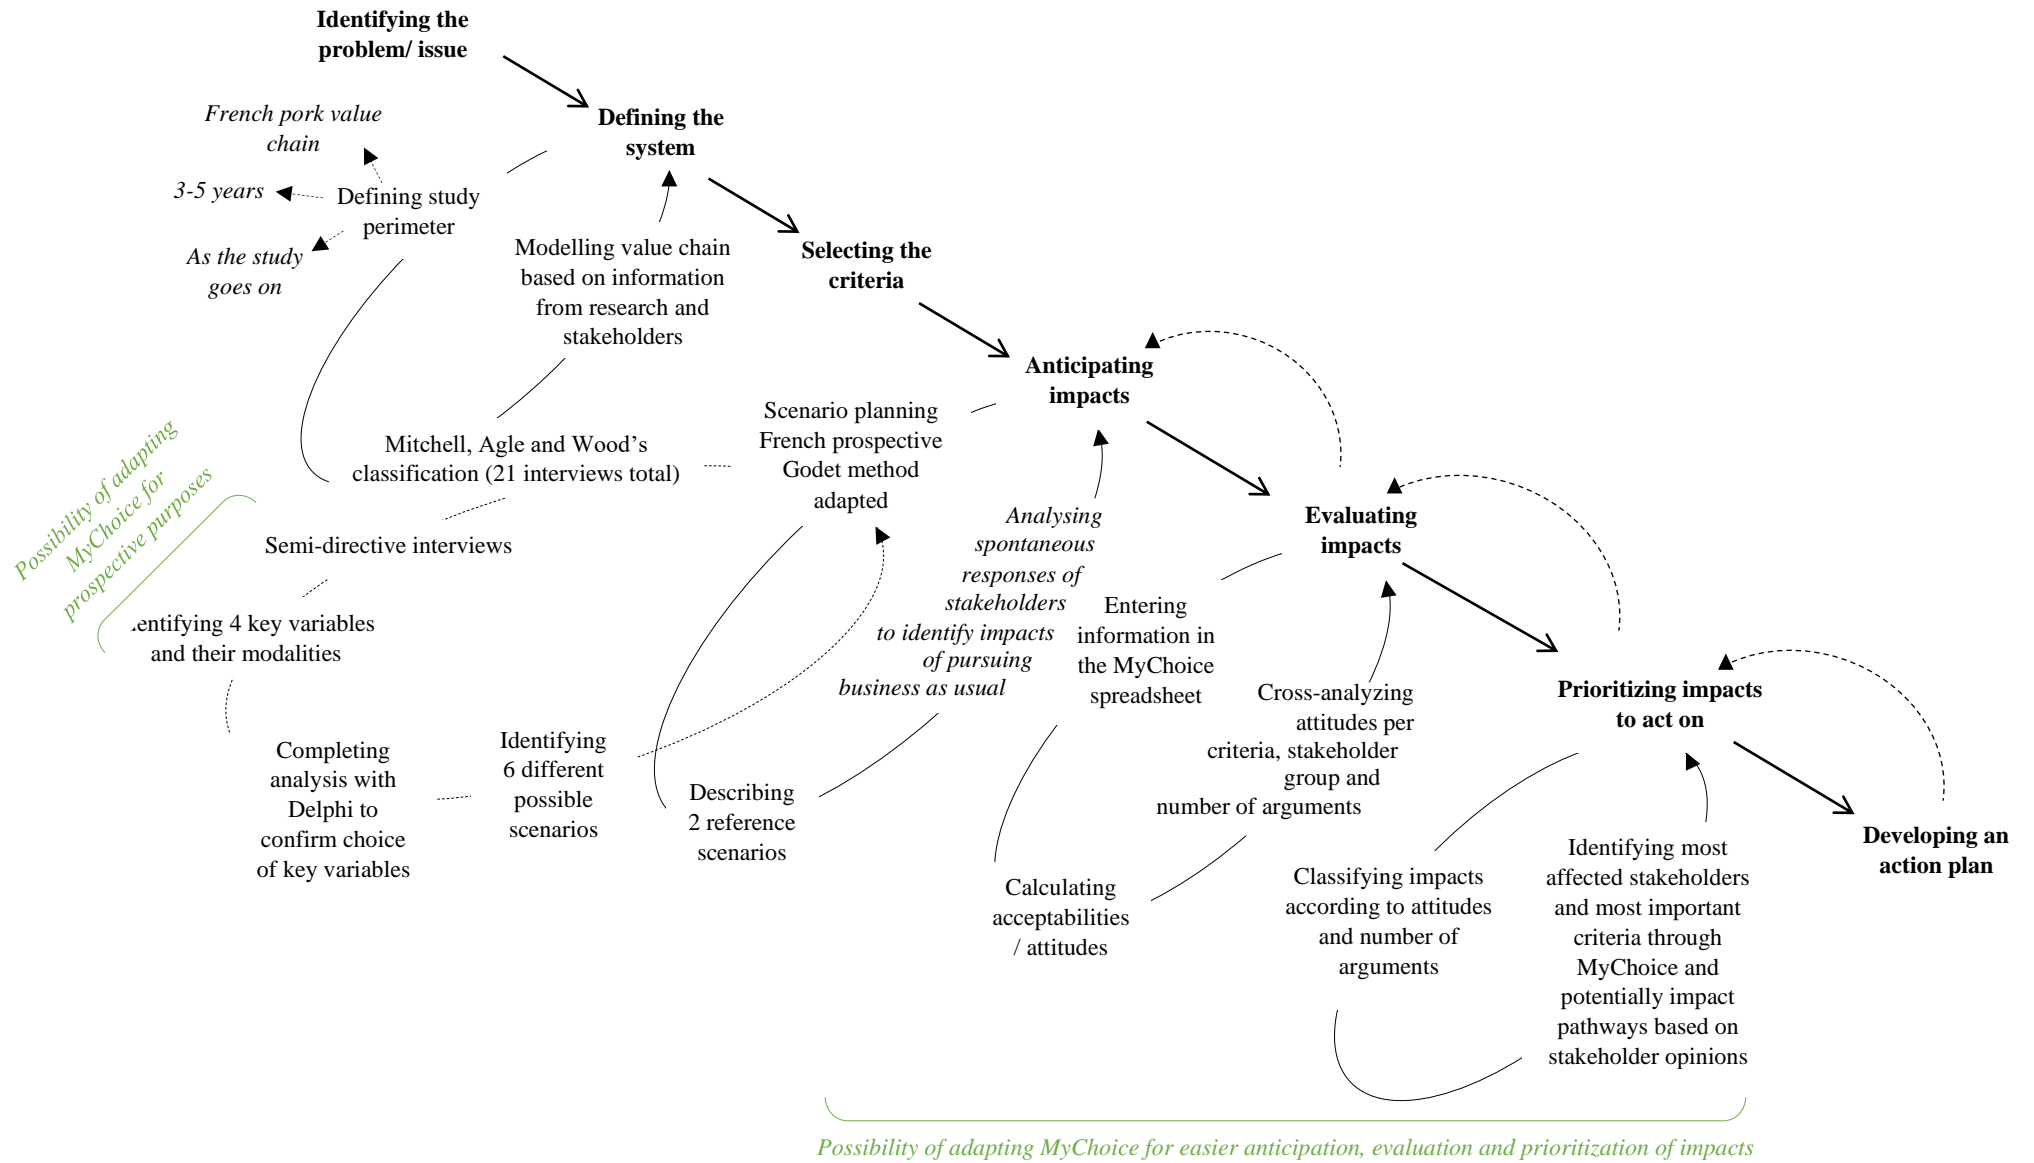 Identifying the
problem/ issue
Defining the
system
Selecting the
criteria
Anticipating
impacts
Evaluating
impacts
Prioritizing impacts
to act on
Developing an
action plan
French pork value
chain
3-5 years
As the study
goes on
Defining study
perimeter
Modelling value chain
based on information
from research and
stakeholders
Mitchell, Agle and Wood’s
classification (21 interviews total)
Semi-directive interviews
entifying 4 key variables
and their modalities
Completing
analysis with
Delphi to
confirm choice
of key variables
Identifying
6 different
possible
scenarios
Scenario planning
French prospective
Godet method
adapted
Describing
2 reference
scenarios
Analysing
spontaneous
responses of
stakeholders
to identify impacts
of pursuing
business as usual
Entering
information in
the MyChoice
spreadsheet
Calculating
acceptabilities
/ attitudes
Cross-analyzing
attitudes per
criteria, stakeholder
group and
number of arguments
Classifying impacts
according to attitudes
and number of
arguments
Identifying most
affected stakeholders
and most important
criteria through
MyChoice and
potentially impact
pathways based on
stakeholder opinions
Possibility of adapting
MyChoice for
prospective purposes
Possibility of adapting MyChoice for easier anticipation, evaluation and prioritization of impacts